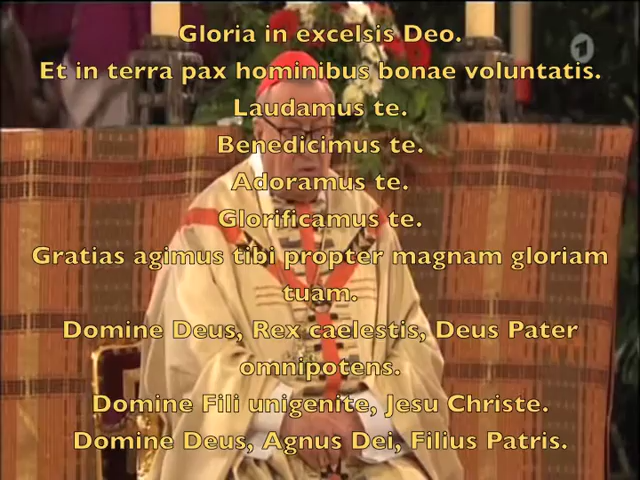 Gloria in excelsis Deo.
Et in terra pax hominibus bonae voluntatis.
Laudamus te.
Benedicimus te.
Adoramus te.
Glorificamus te.
Gratias agimus tibi propter magnam gloriam
tuam.
Domine Deus, Rex caelestis, Deus Pater
omnipotens.
Domine Fili unigenite, Jesu Christe.
Domine Deus, Agnus Dei, Filius Patris.
1